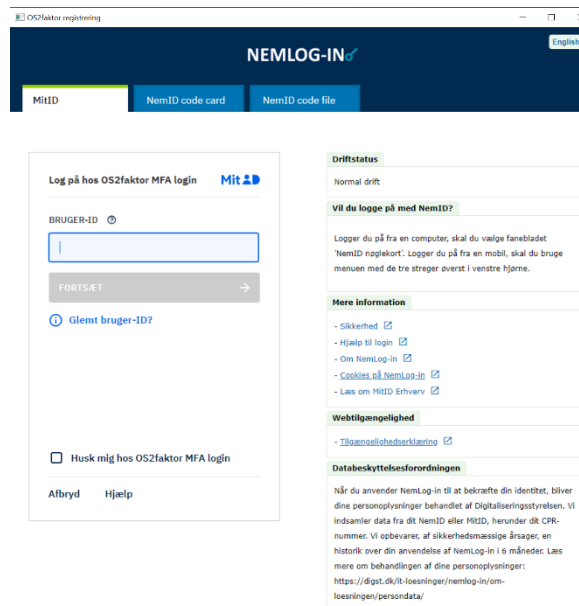 OS2faktor registrering
English
NEMLOG-IN
MitID
NemID code card
NemID code file
Log på hos OS2faktor MFA login
Mit
BRUGER-ID
FORTSÆT
Glemt bruger-ID?
Husk mig hos OS2faktor MFA login
Afbryd Hjælp
Driftstatus
Normal drift
Vil du logge på med NemID?
Logger du på fra en computer, skal du vælge fanebladet
'NemID nøglekort'. Logger du på fra en mobil, skal du bruge
menuen med de tre streger øverst i venstre hjørne.
Mere information
- Sikkerhed
- Hjælp til login
- Om NemLog-in
- Cookies på NemLog-in
- Læs om MitID Erhverv
Webtilgængelighed
- Tilgængelighedserklæring
Databeskyttelsesforordningen
Når du anvender NemLog-in til at bekræfte din identitet, bliver
dine personoplysninger behandlet af Digitaliseringsstyrelsen. Vi
indsamler data fra dit NemID eller MitID, herunder dit CPR-
nummer. Vi opbevarer, af sikkerhedsmæssige årsager, en
historik over din anvendelse af NemLog-in i 6 måneder. Læs
mere om behandlingen af dine personoplysninger:
https://digst.dk/it-loesninger/nemlog-in/om-
loesningen/persondata/